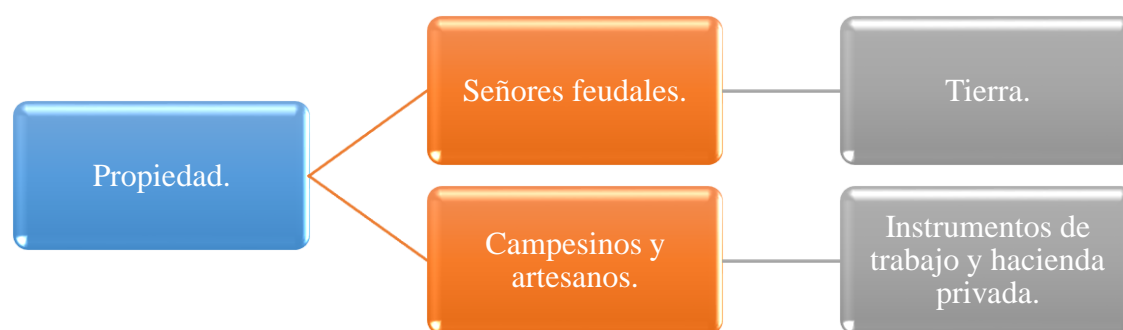 Propiedad.
Señores feudales.
Tierra.
Campesinos y
artesanos.
Instrumentos de
trabajo y hacienda
privada.